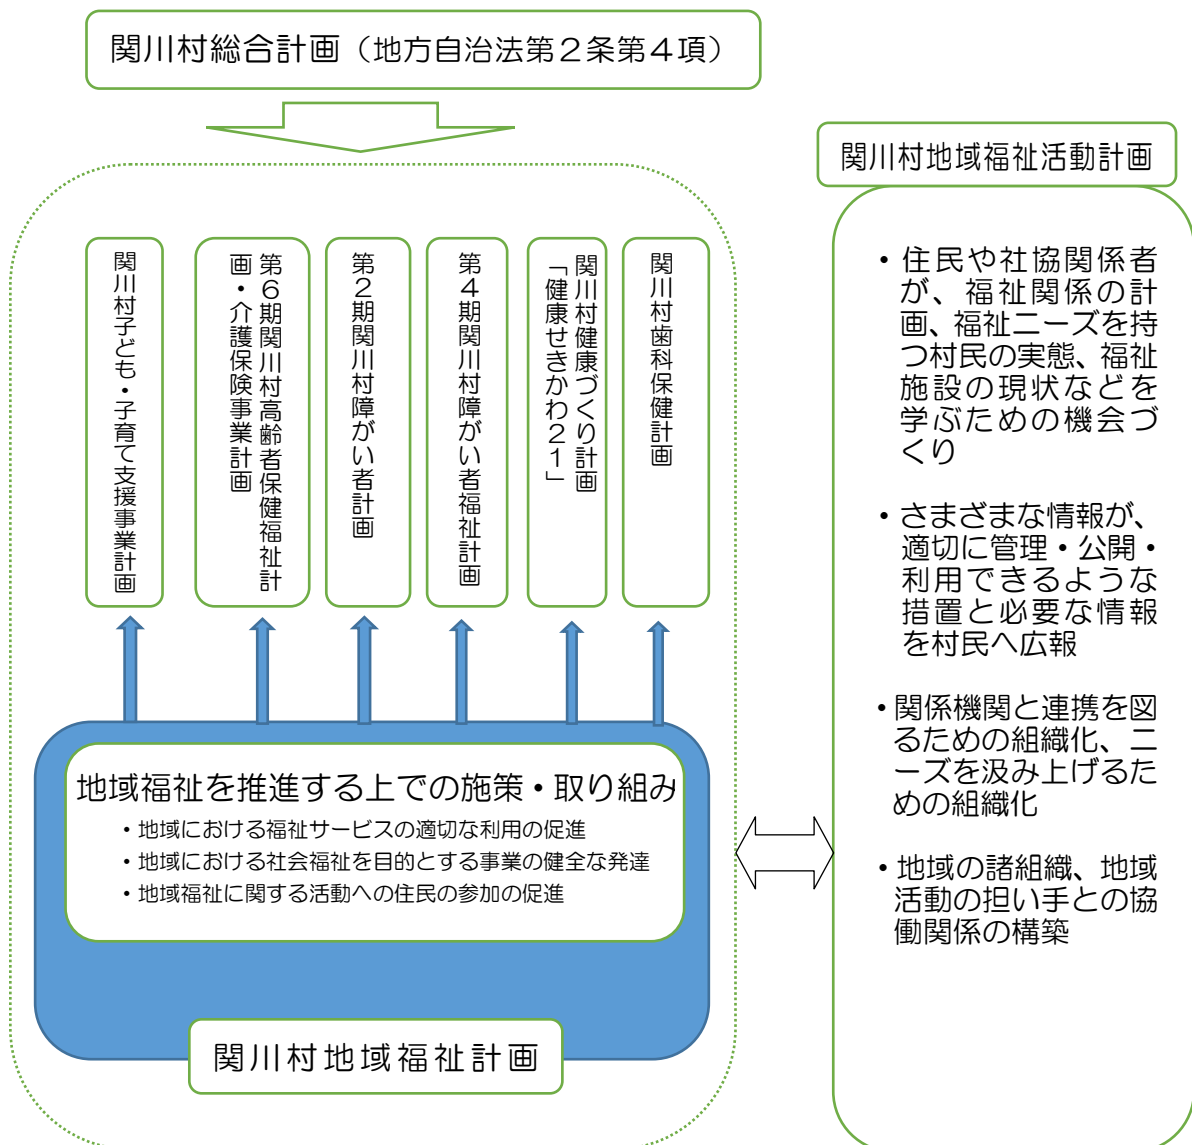 関川村総合計画（地方自治法第２条第４項）
関川村子ども・子育て支援事業計画
第６期関川村高齢者保健福祉計
画・介護保険事業計画
第２期関川村障がい者計画
第４期関川村障がい者福祉計画
関川村健康づくり計画
「健康せきかわ２１」
関川村歯科保健計画
地域福祉を推進する上での施策・取り組み
・地域における福祉サービスの適切な利用の促進
・地域における社会福祉を目的とする事業の健全な発達
・地域福祉に関する活動への住民の参加の促進
関川村地域福祉計画
関川村地域福祉活動計画
・住民や社協関係者
が、福祉関係の計
画、福祉ニーズを持
つ村民の実態、福祉
施設の現状などを
学ぶための機会づ
くり
・さまざまな情報が、
適切に管理・公開・
利用できるような
措置と必要な情報
を村民へ広報
・関係機関と連携を図
るための組織化、ニ
ーズを汲み上げるた
めの組織化
・地域の諸組織、地域
活動の担い手との協
働関係の構築